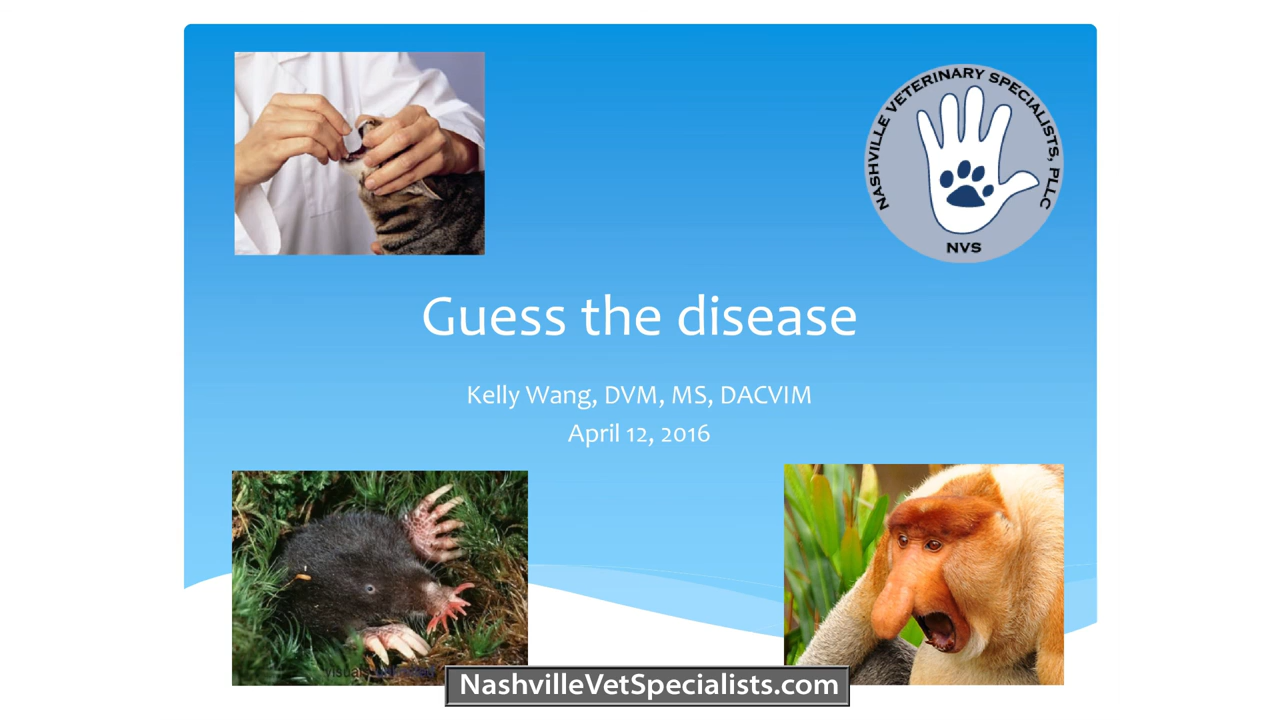 NASHVILLE VETERINARY SPECIALISTS, PLLC
NVS
Guess the disease
Kelly Wang, DVM, MS, DACVIM
April 12, 2016
NashvilleVetSpecialists.com